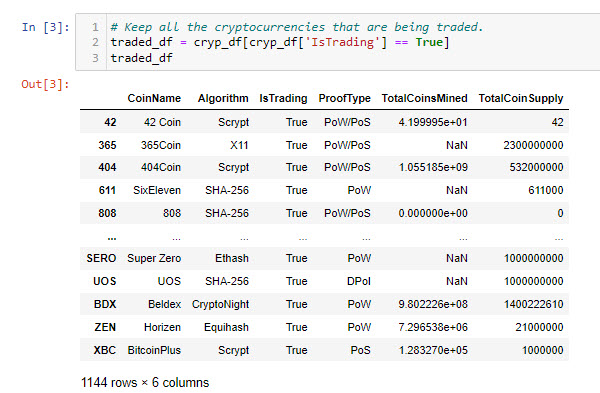 In [3]:
1 # Keep all the cryptocurrencies that are being traded.
2 traded_df = cryp_df[cryp_df['IsTrading'] == True]
3 traded_df
Out[3]:
CoinName Algorithm IsTrading ProofType TotalCoinsMined TotalCoinSupply
42 42 Coin Scrypt True PoW/PoS 4.199995e+01 42
365 365Coin X11 True PoW/PoS NaN 2300000000
404 404Coin Scrypt True PoW/PoS 1.055185e+09 532000000
611 SixEleven SHA-256 True PoW NaN 611000
808 808 SHA-256 True PoW/PoS 0.000000e+00 0
... ... ... ... ... ... ...
SERO Super Zero Ethash True PoW NaN 1000000000
UOS UOS SHA-256 True DPoI NaN 1000000000
BDX Beldex CryptoNight True PoW 9.802226e+08 1400222610
ZEN Horizen Equihash True PoW 7.296538e+06 21000000
XBC BitcoinPlus Scrypt True PoS 1.283270e+05 1000000
1144 rows × 6 columns